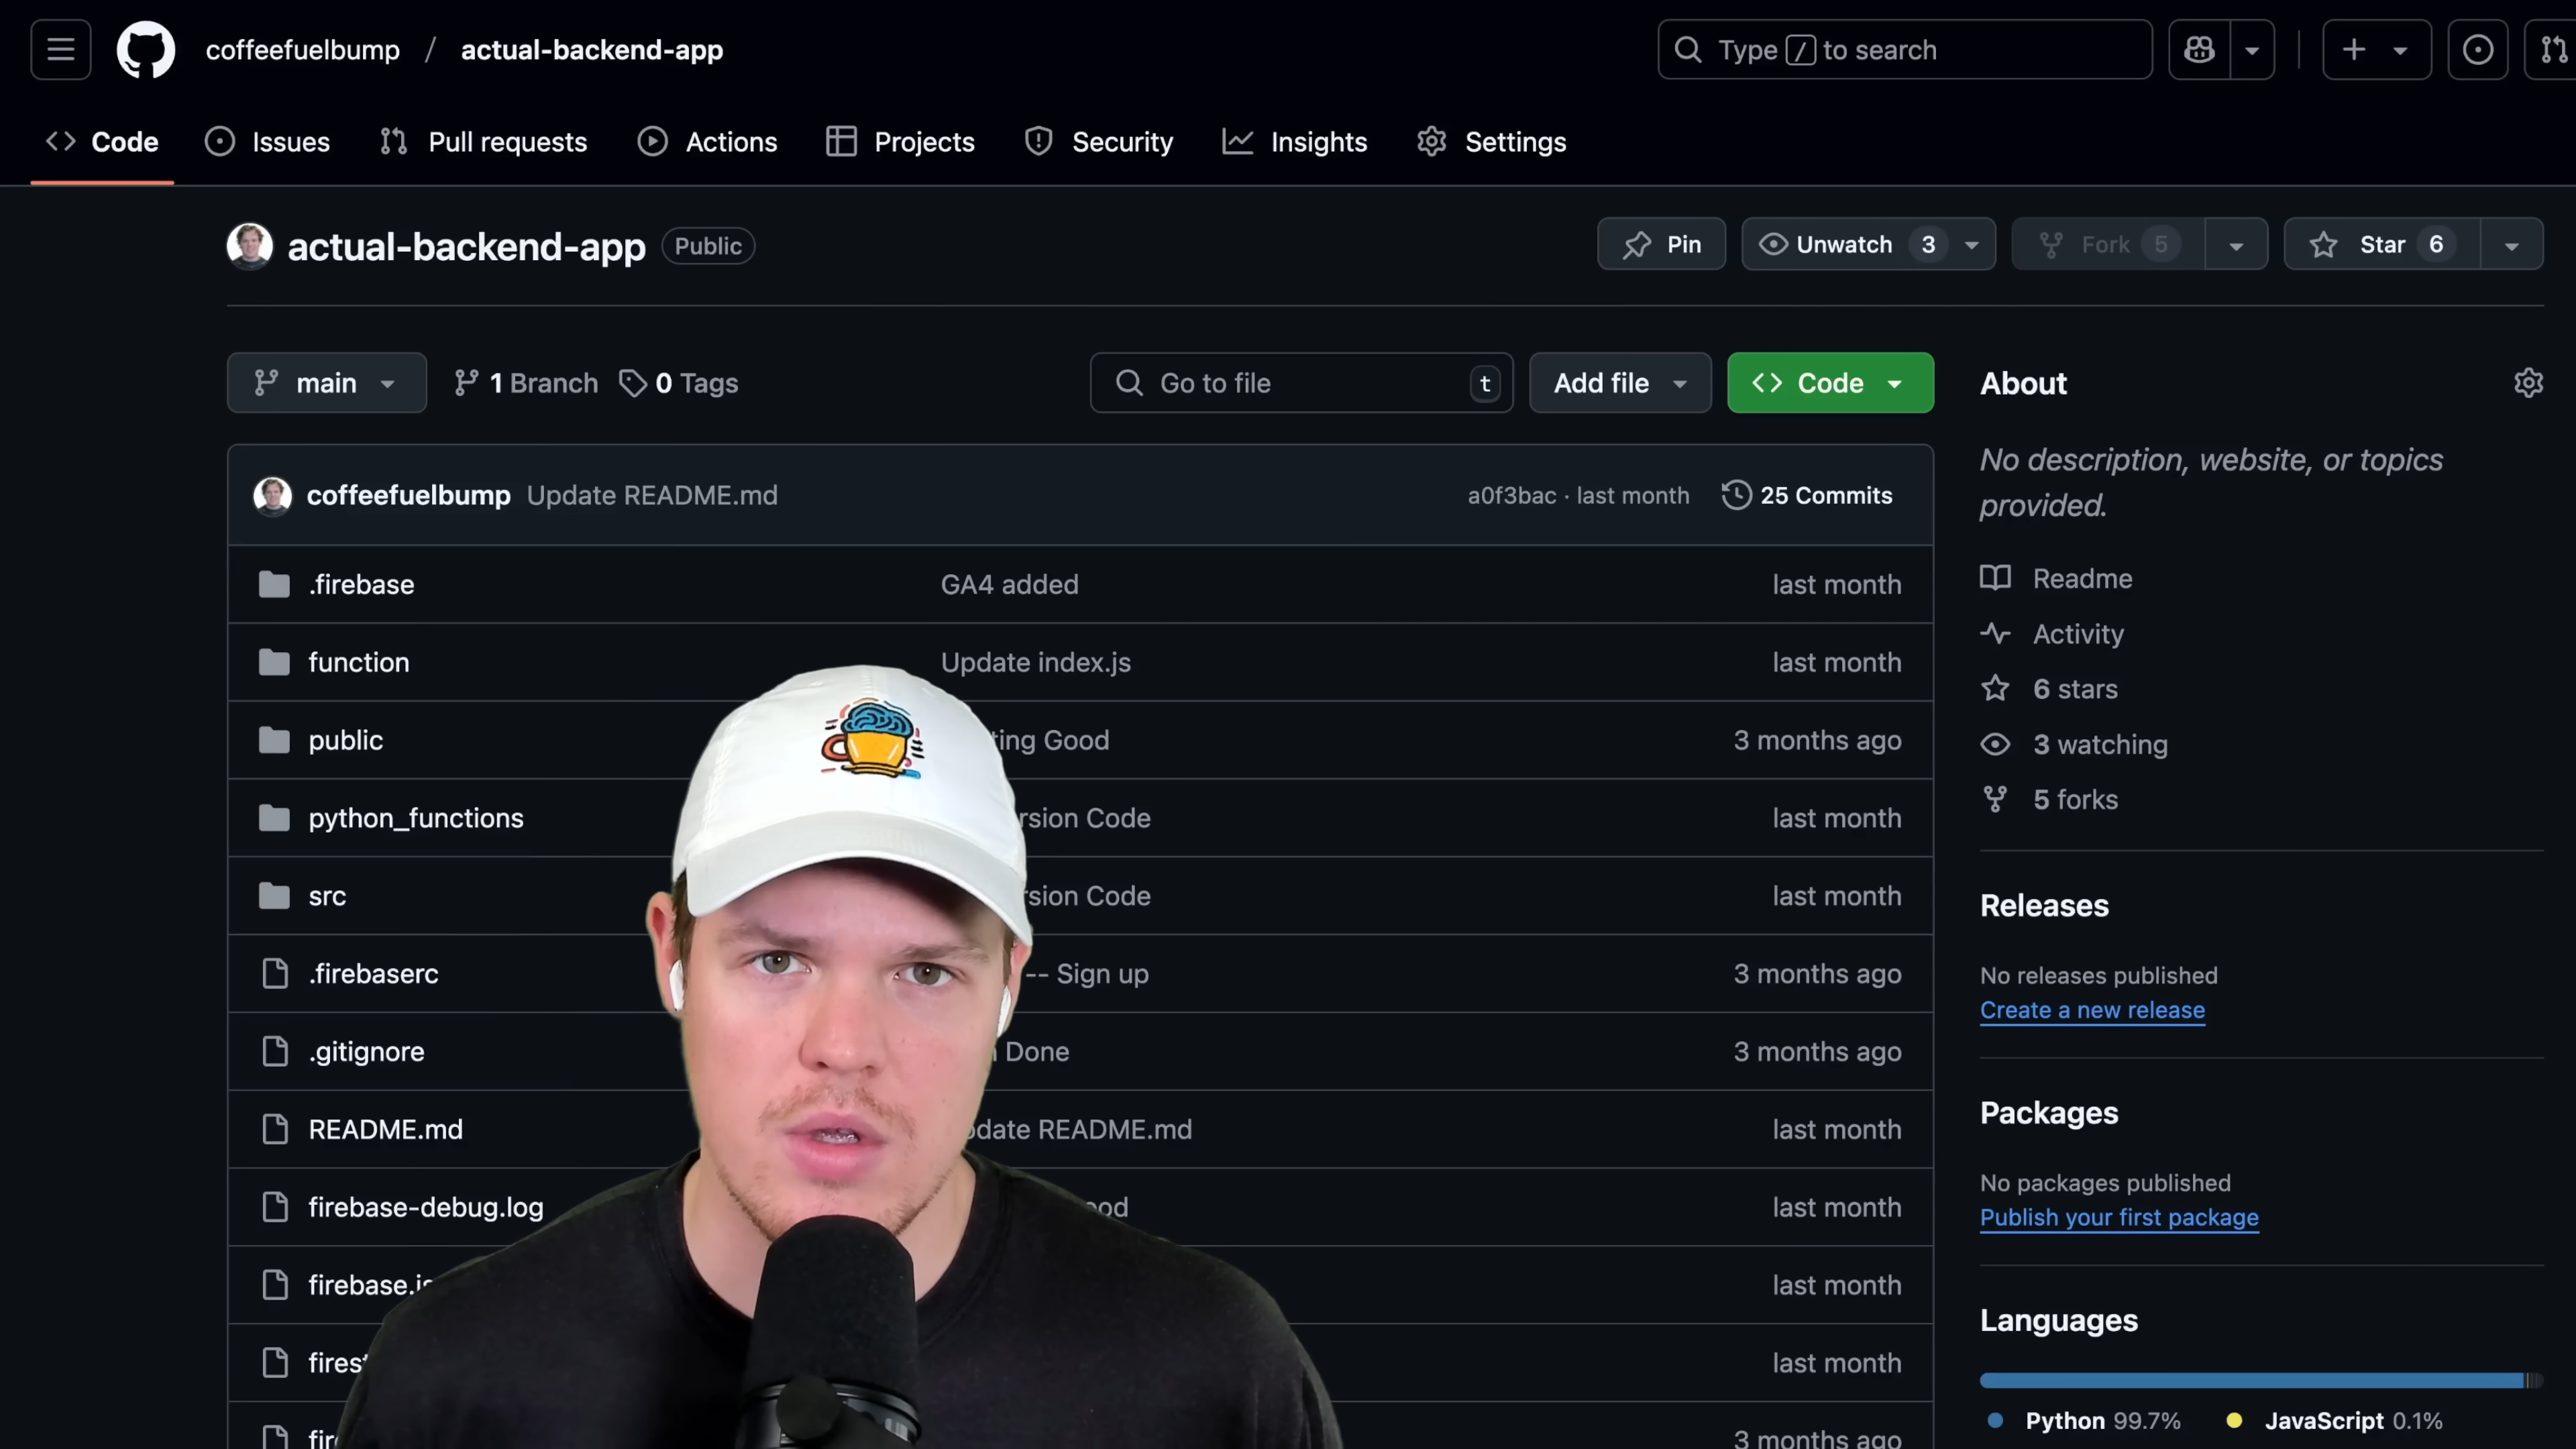 coffeefuelbump / actual-backend-app
Type / to search
Code
Issues
Pull requests
Actions
Projects
Security
Insights
Settings
actual-backend-app Public
Pin
Unwatch 3
Fork 5
Star 6
main
1 Branch
0 Tags
Go to file t
Add file
Code
coffeefuelbump Update README.md a0f3bac · last month 25 Commits
.firebase GA4 added last month
function Update index.js last month
public Good 3 months ago
python_functions Code last month
src Code last month
.firebaserc -- Sign up 3 months ago
.gitignore Done 3 months ago
README.md README.md last month
firebase-debug.log last month
last month
last month
3 months ago
About
No description, website, or topics
provided.
Readme
Activity
6 stars
3 watching
5 forks
Releases
No releases published
Create a new release
Packages
No packages published
Publish your first package
Languages
Python 99.7% JavaScript 0.1%